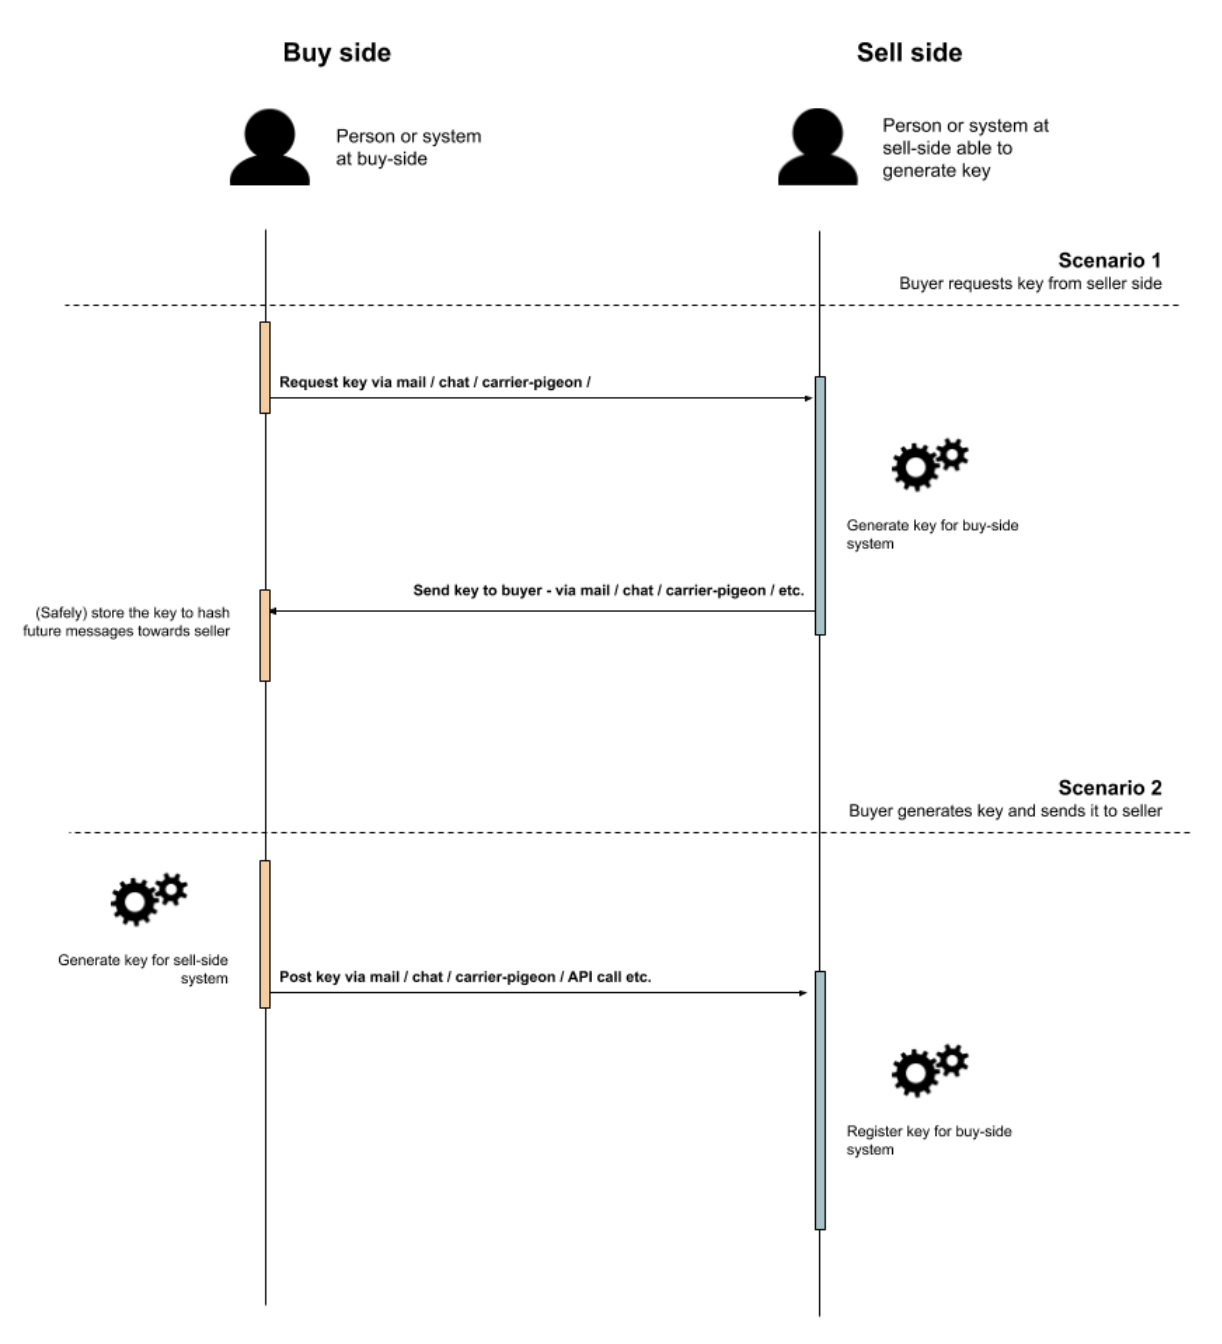 Buy side
Sell side
Person or system
at buy-side
Person or system at
sell-side able to
generate key
Scenario 1
Buyer requests key from seller side
Request key via mail / chat / carrier-pigeon /
Generate key for buy-side
system
Send key to buyer - via mail / chat / carrier-pigeon / etc.
(Safely) store the key to hash
future messages towards seller
Scenario 2
Buyer generates key and sends it to seller
Generate key for sell-side
system
Post key via mail / chat / carrier-pigeon / API call etc.
Register key for buy-side
system